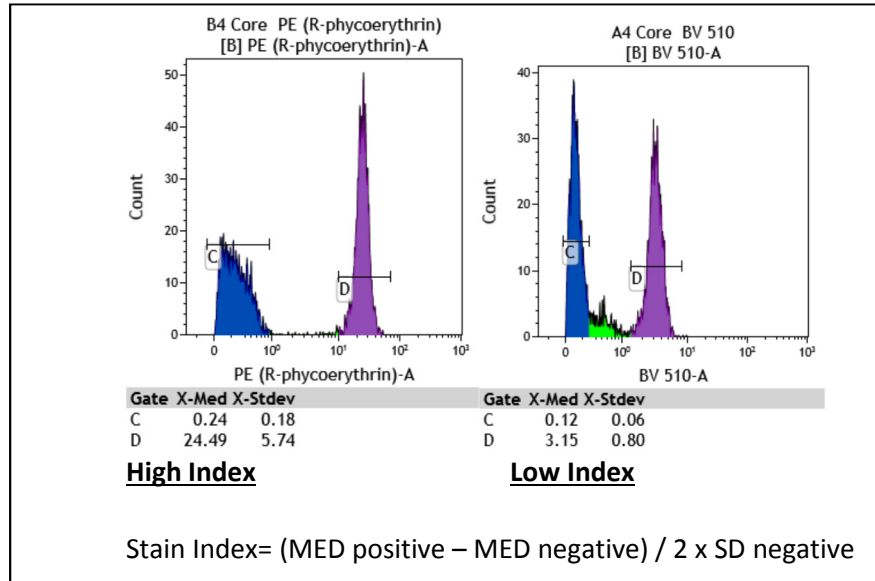 B4 Core PE (R-phycoerythrin)
[B] PE (R-phycoerythrin)-A
50
40
30
20
10
0
Count
C
D
0
10⁰
10¹
10²
10³
PE (R-phycoerythrin)-A
Gate X-Med X-Stdev
C 0.24 0.18
D 24.49 5.74
High Index
A4 Core BV 510
[B] BV 510-A
40
30
20
10
0
Count
C
D
0
10⁰
10¹
10²
10³
BV 510-A
Gate X-Med X-Stdev
C 0.12 0.06
D 3.15 0.80
Low Index
Stain Index= (MED positive – MED negative) / 2 x SD negative